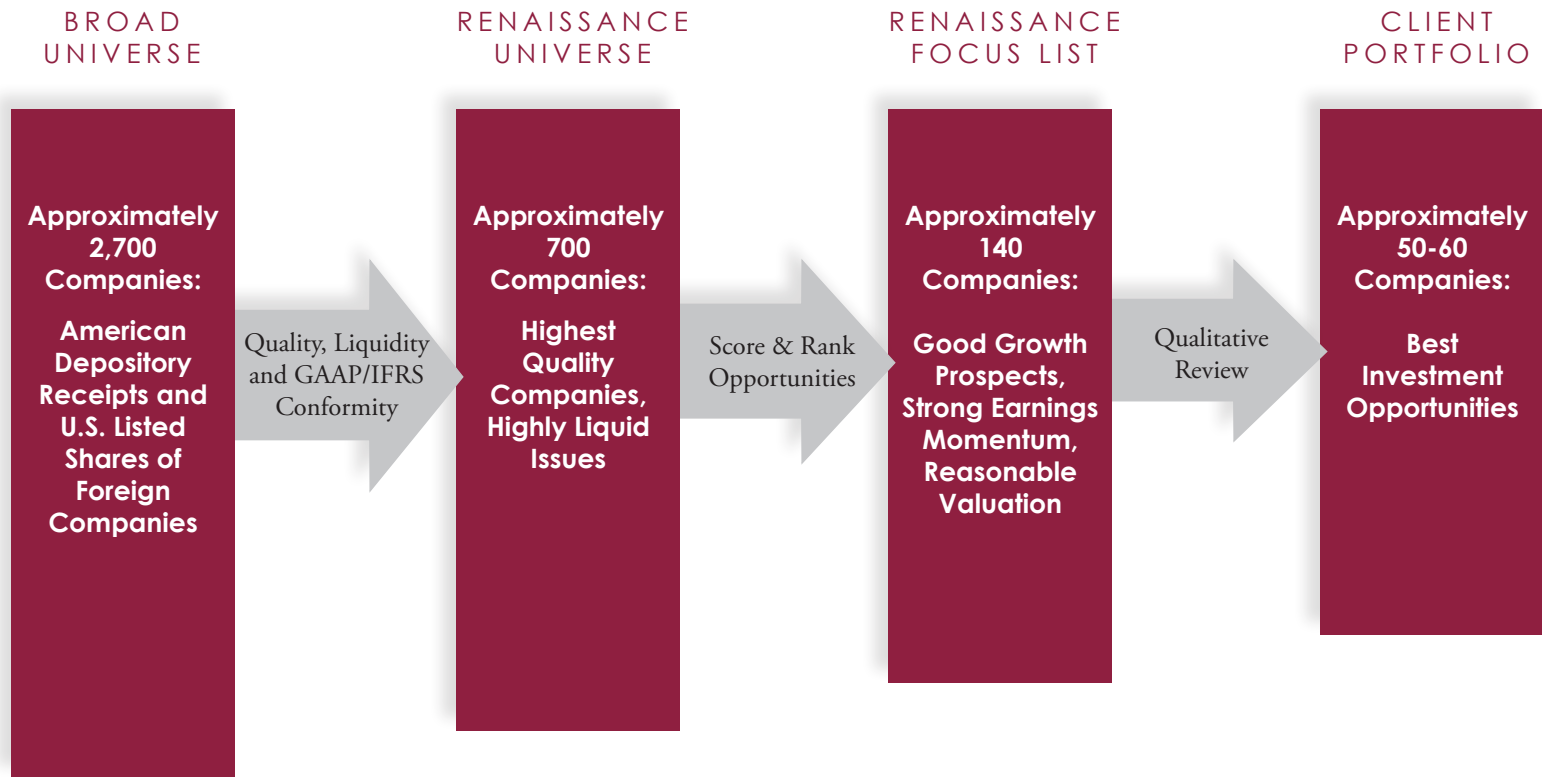 BROAD
UNIVERSE
RENAISSANCE
UNIVERSE
RENAISSANCE
FOCUS LIST
CLIENT
PORTFOLIO
Approximately
2,700
Companies:
American
Depository
Receipts and
U.S. Listed
Shares of
Foreign
Companies
Quality, Liquidity
and GAAP/IFRS
Conformity
Approximately
700
Companies:
Highest
Quality
Companies,
Highly Liquid
Issues
Score & Rank
Opportunities
Approximately
140
Companies:
Good Growth
Prospects,
Strong Earnings
Momentum,
Reasonable
Valuation
Qualitative
Review
Approximately
50-60
Companies:
Best
Investment
Opportunities